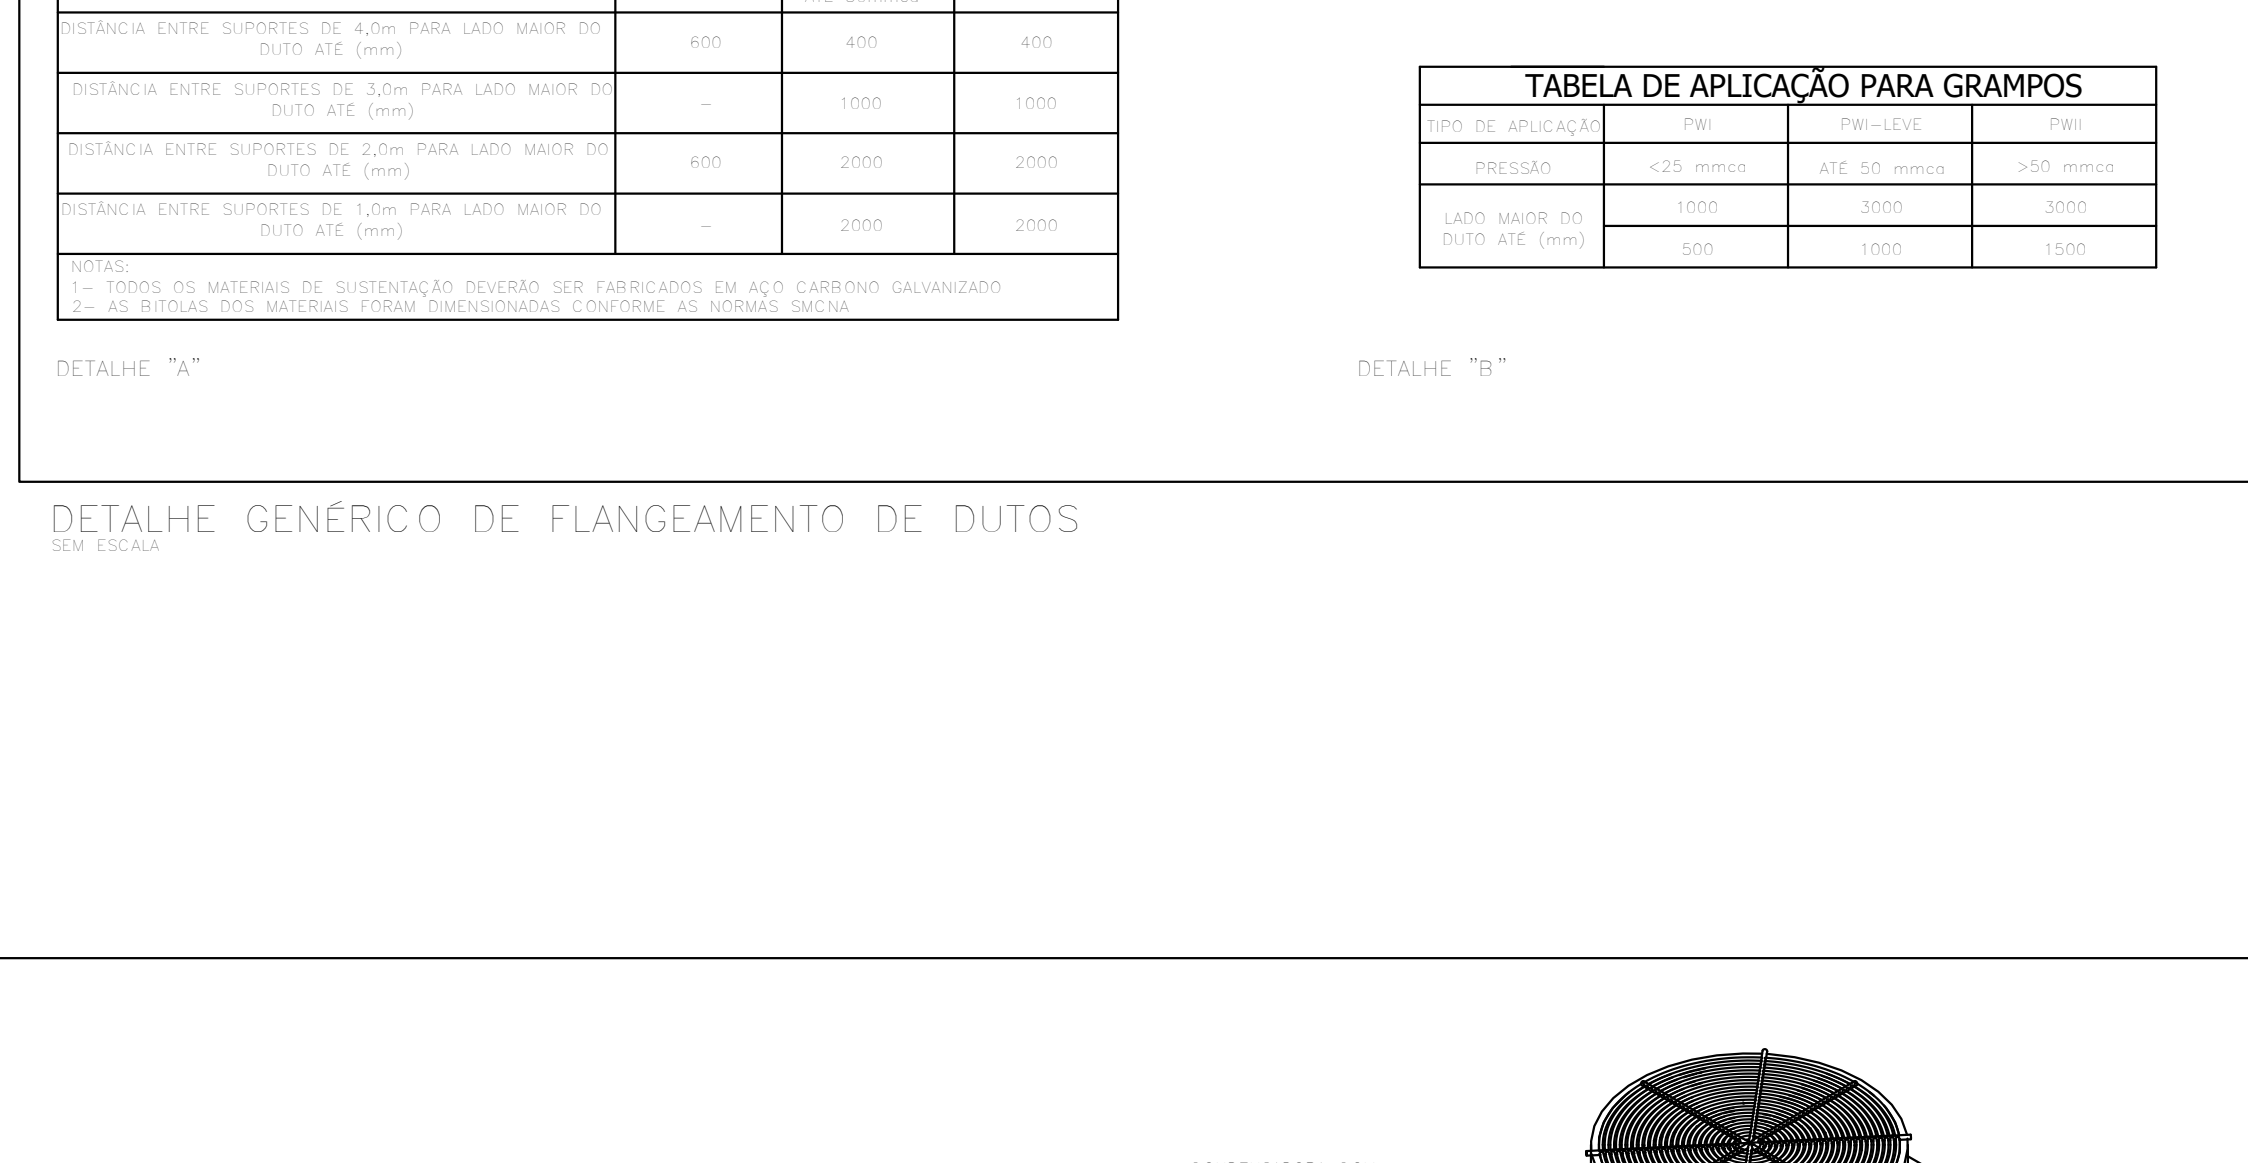 DISTÂNCIA ENTRE SUPORTES DE 4,0m PARA LADO MAIOR DO
DUTO ATÉ (mm)
600
400
400
DISTÂNCIA ENTRE SUPORTES DE 3,0m PARA LADO MAIOR DO
DUTO ATÉ (mm)
-
1000
1000
DISTÂNCIA ENTRE SUPORTES DE 2,0m PARA LADO MAIOR DO
DUTO ATÉ (mm)
600
2000
2000
DISTÂNCIA ENTRE SUPORTES DE 1,0m PARA LADO MAIOR DO
DUTO ATÉ (mm)
-
2000
2000
NOTAS:
1- TODOS OS MATERIAIS DE SUSTENTAÇÃO DEVERÃO SER FABRICADOS EM AÇO CARBONO GALVANIZADO
2- AS BITOLAS DOS MATERIAIS FORAM DIMENSIONADAS CONFORME AS NORMAS SMCNA
DETALHE "A"
TABELA DE APLICAÇÃO PARA GRAMPOS
TIPO DE APLICAÇÃO
PWI
PWI-LEVE
PWII
PRESSÃO
<25 mmca
ATÉ 50 mmca
>50 mmca
LADO MAIOR DO
DUTO ATÉ (mm)
1000
3000
3000
500
1000
1500
DETALHE "B"
DETALHE GENÉRICO DE FLANGEAMENTO DE DUTOS
SEM ESCALA